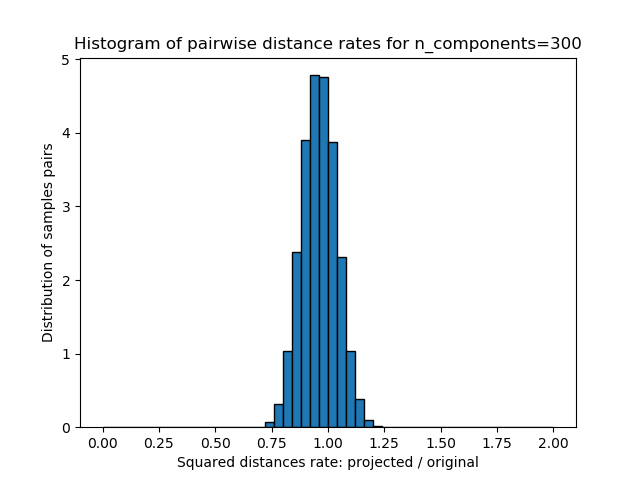 Histogram of pairwise distance rates for n_components=300
Distribution of samples pairs
5
4
3
2
1
0
0.00 0.25 0.50 0.75 1.00 1.25 1.50 1.75 2.00
Squared distances rate: projected / original